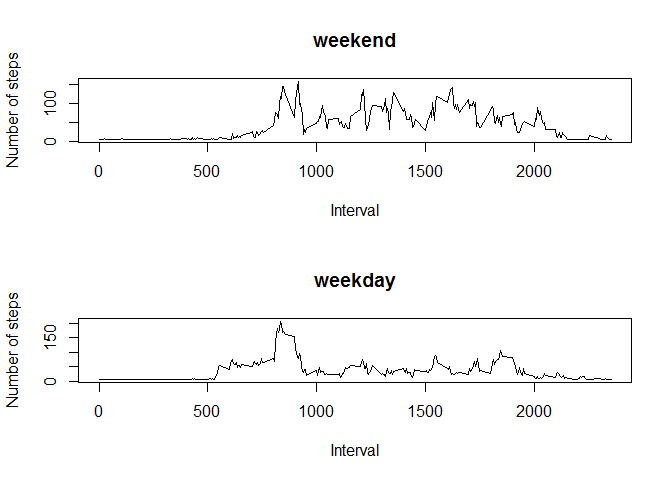 weekend
Number of steps
100
0
0 500 1000 1500 2000
Interval
weekday
Number of steps
150
0
0 500 1000 1500 2000
Interval